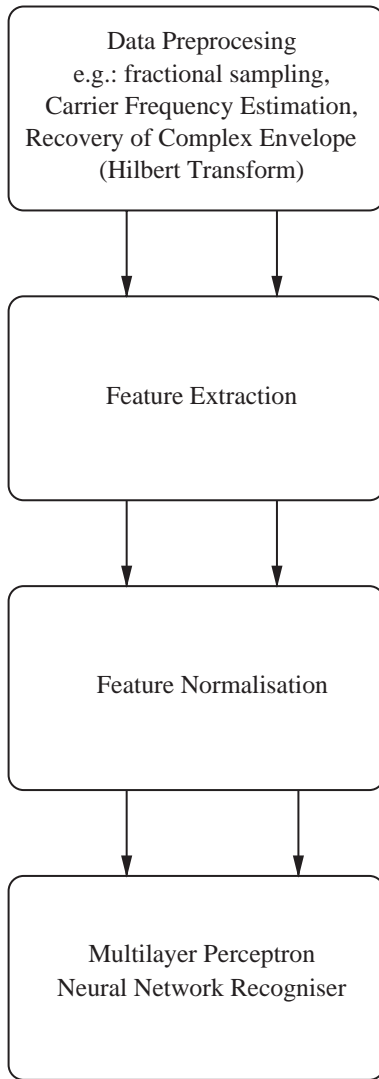 Data Preprocesing
e.g.: fractional sampling,
Carrier Frequency Estimation,
Recovery of Complex Envelope
(Hilbert Transform)
Feature Extraction
Feature Normalisation
Multilayer Perceptron
Neural Network Recogniser